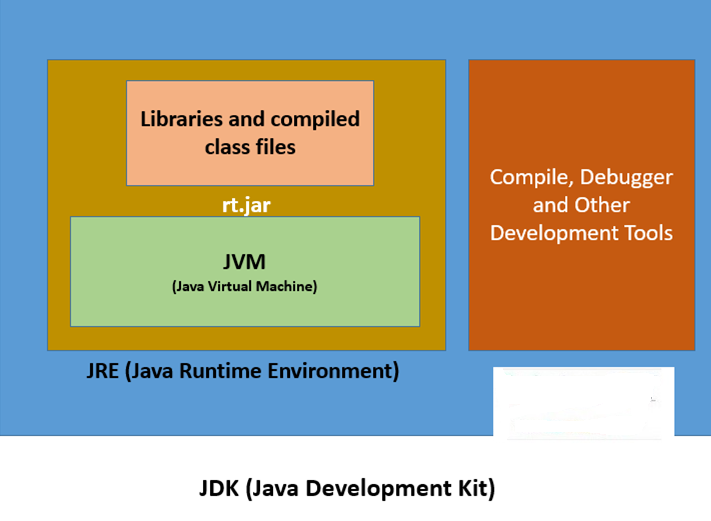 Libraries and compiled
class files
rt.jar
JVM
(Java Virtual Machine)
JRE (Java Runtime Environment)
Compile, Debugger
and Other
Development Tools
JDK (Java Development Kit)